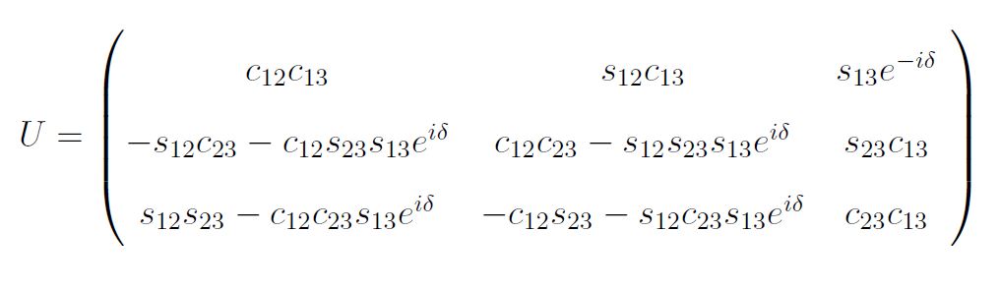 c₁₂c₁₃ s₁₂c₁₃ s₁₃e^{−iδ}
U = −s₁₂c₂₃ − c₁₂s₂₃s₁₃e^{iδ} c₁₂c₂₃ − s₁₂s₂₃s₁₃e^{iδ} s₂₃c₁₃
s₁₂s₂₃ − c₁₂c₂₃s₁₃e^{iδ} −c₁₂s₂₃ − s₁₂c₂₃s₁₃e^{iδ} c₂₃c₁₃